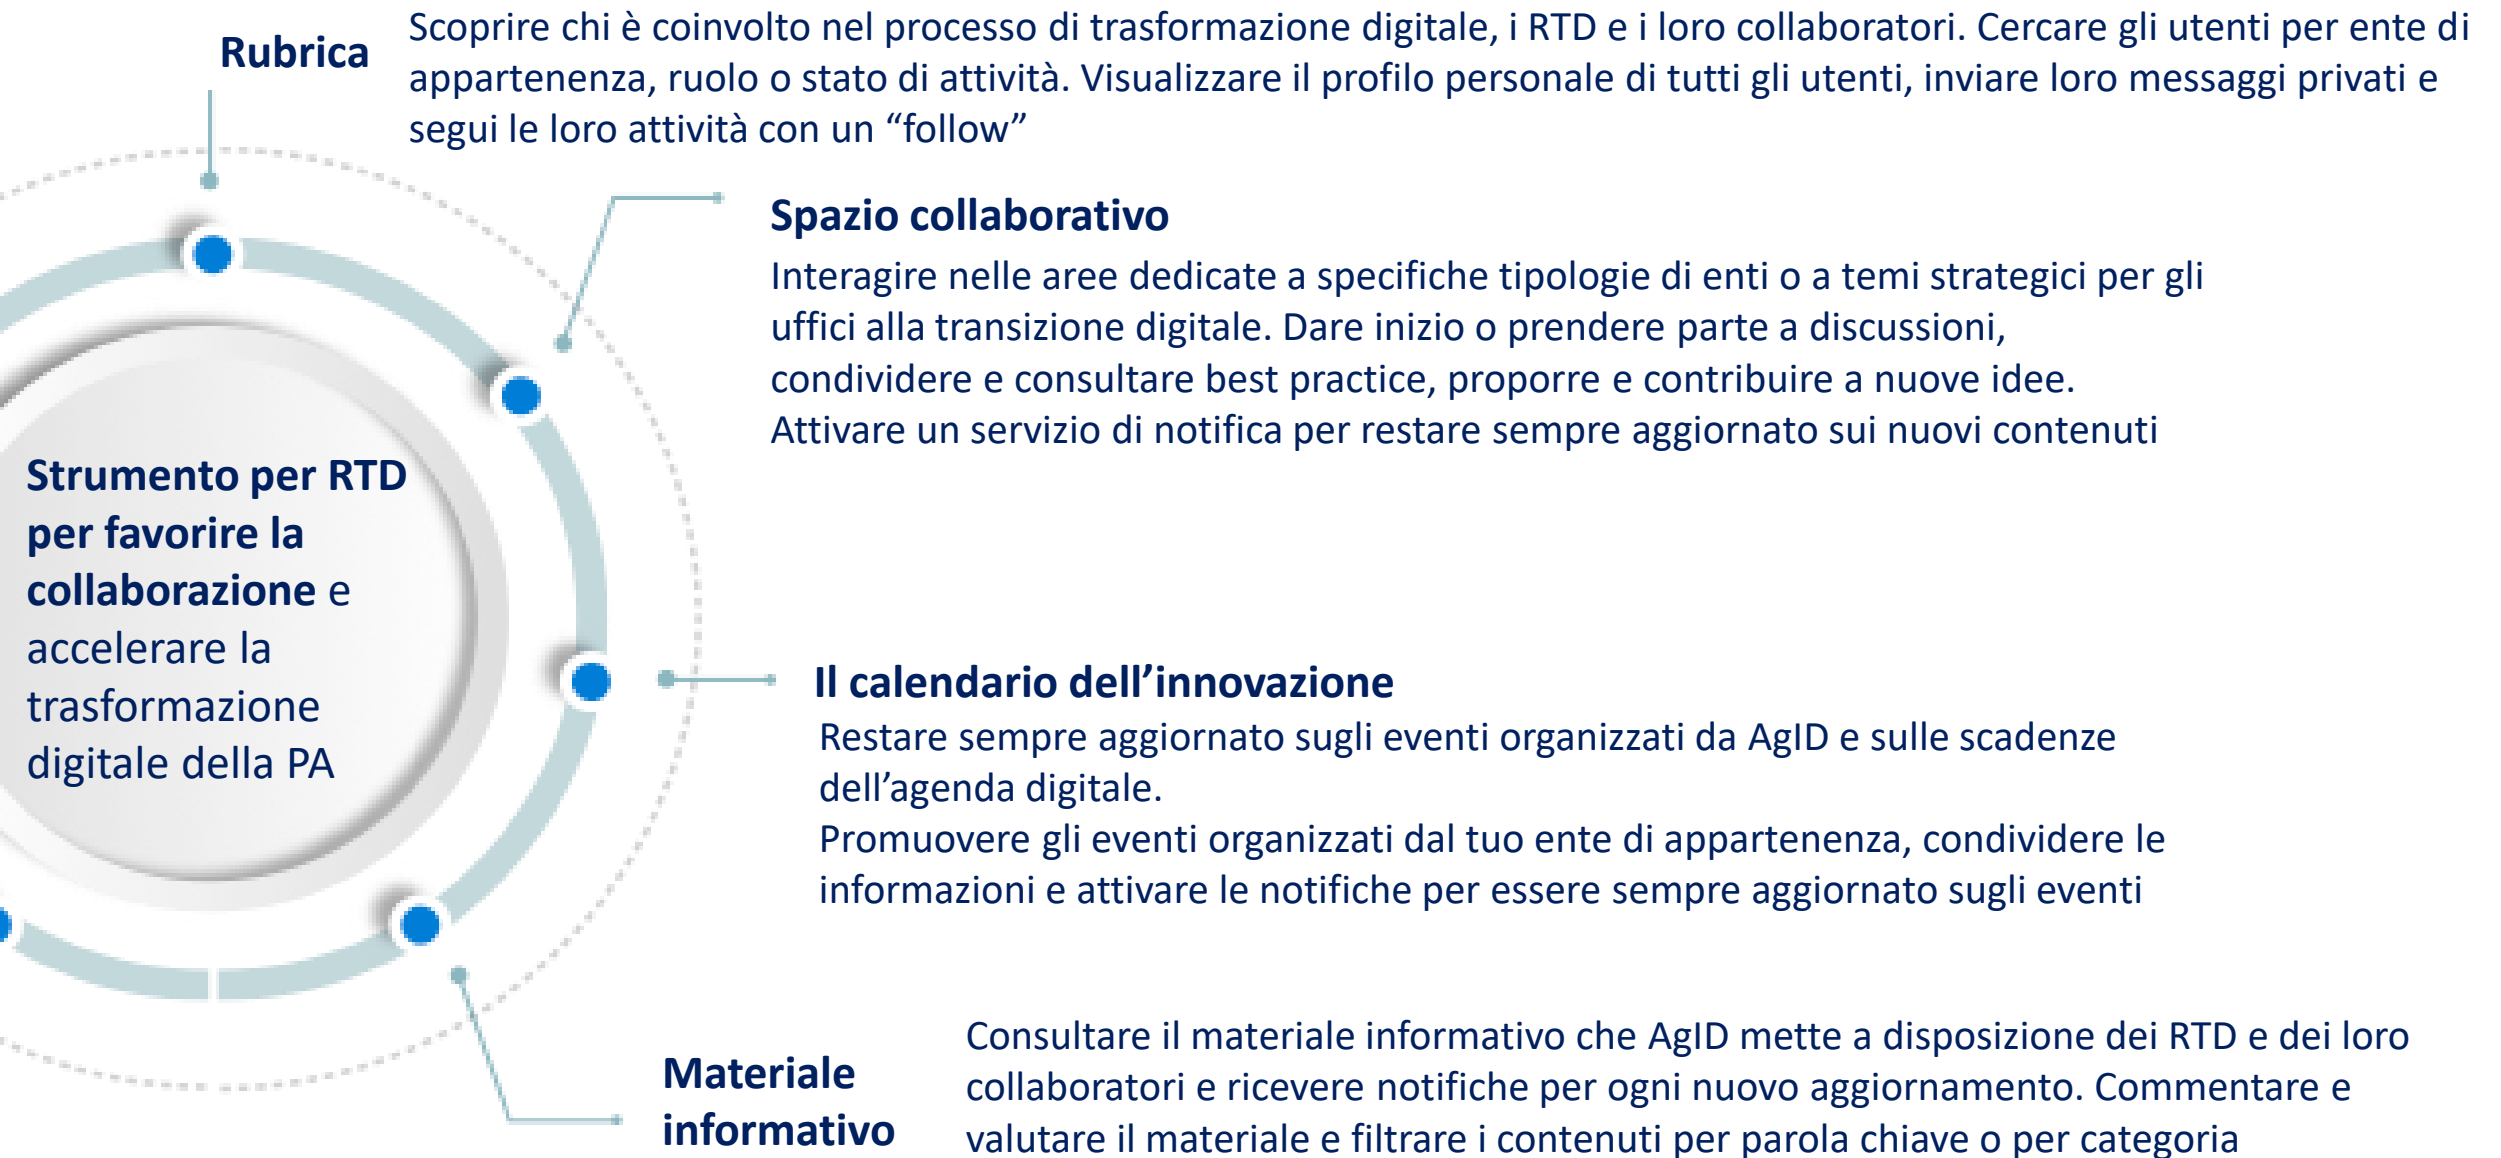 Rubrica
Scoprire chi è coinvolto nel processo di trasformazione digitale, i RTD e i loro collaboratori. Cercare gli utenti per ente di
appartenenza, ruolo o stato di attività. Visualizzare il profilo personale di tutti gli utenti, inviare loro messaggi privati e
segui le loro attività con un “follow”
Spazio collaborativo
Interagire nelle aree dedicate a specifiche tipologie di enti o a temi strategici per gli
uffici alla transizione digitale. Dare inizio o prendere parte a discussioni,
condividere e consultare best practice, proporre e contribuire a nuove idee.
Attivare un servizio di notifica per restare sempre aggiornato sui nuovi contenuti
Strumento per RTD
per favorire la
collaborazione e
accelerare la
trasformazione
digitale della PA
Il calendario dell’innovazione
Restare sempre aggiornato sugli eventi organizzati da AgID e sulle scadenze
dell’agenda digitale.
Promuovere gli eventi organizzati dal tuo ente di appartenenza, condividere le
informazioni e attivare le notifiche per essere sempre aggiornato sugli eventi
Materiale
informativo
Consultare il materiale informativo che AgID mette a disposizione dei RTD e dei loro
collaboratori e ricevere notifiche per ogni nuovo aggiornamento. Commentare e
valutare il materiale e filtrare i contenuti per parola chiave o per categoria